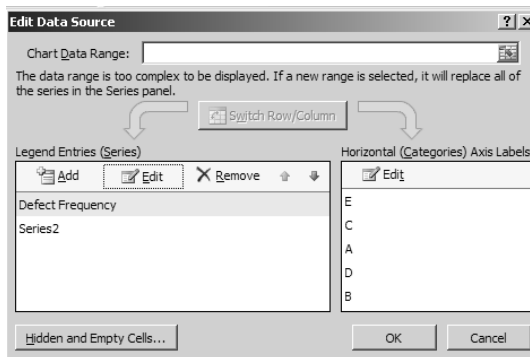 Edit Data Source
Chart Data Range:
The data range is too complex to be displayed. If a new range is selected, it will replace all of
the series in the Series panel.
Switch Row/Column
Legend Entries (Series)
Add Edit Remove
Defect Frequency
Series2
Horizontal (Categories) Axis Labels
Edit
E
C
A
D
B
Hidden and Empty Cells...
OK Cancel